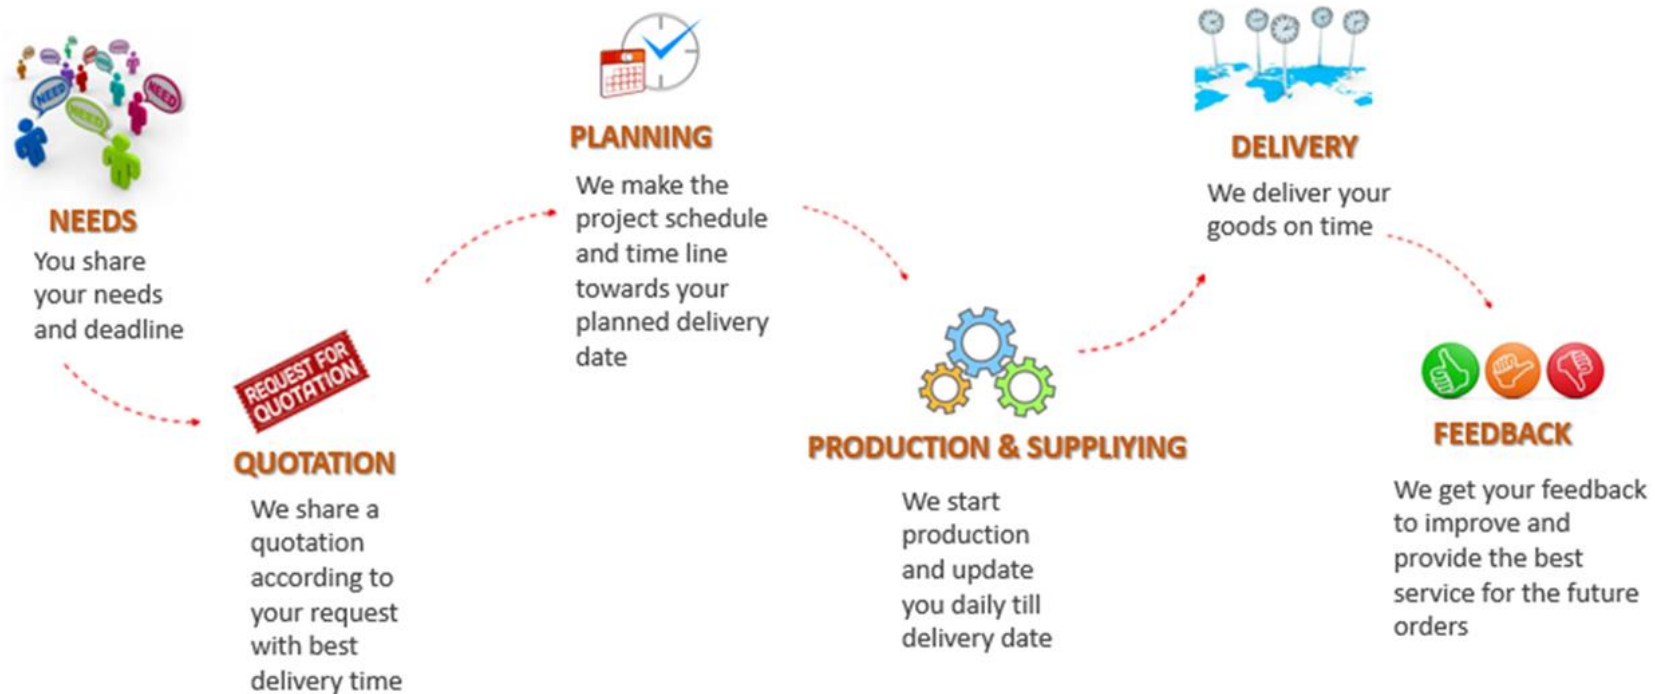 NEED
NEED
NEED
NEEDS
You share
your needs
and deadline
REQUEST FOR
QUOTATION
QUOTATION
We share a
quotation
according to
your request
with best
delivery time
PLANNING
We make the
project schedule
and time line
towards your
planned delivery
date
PRODUCTION & SUPPLIYING
We start
production
and update
you daily till
delivery date
DELIVERY
We deliver your
goods on time
FEEDBACK
We get your feedback
to improve and
provide the best
service for the future
orders